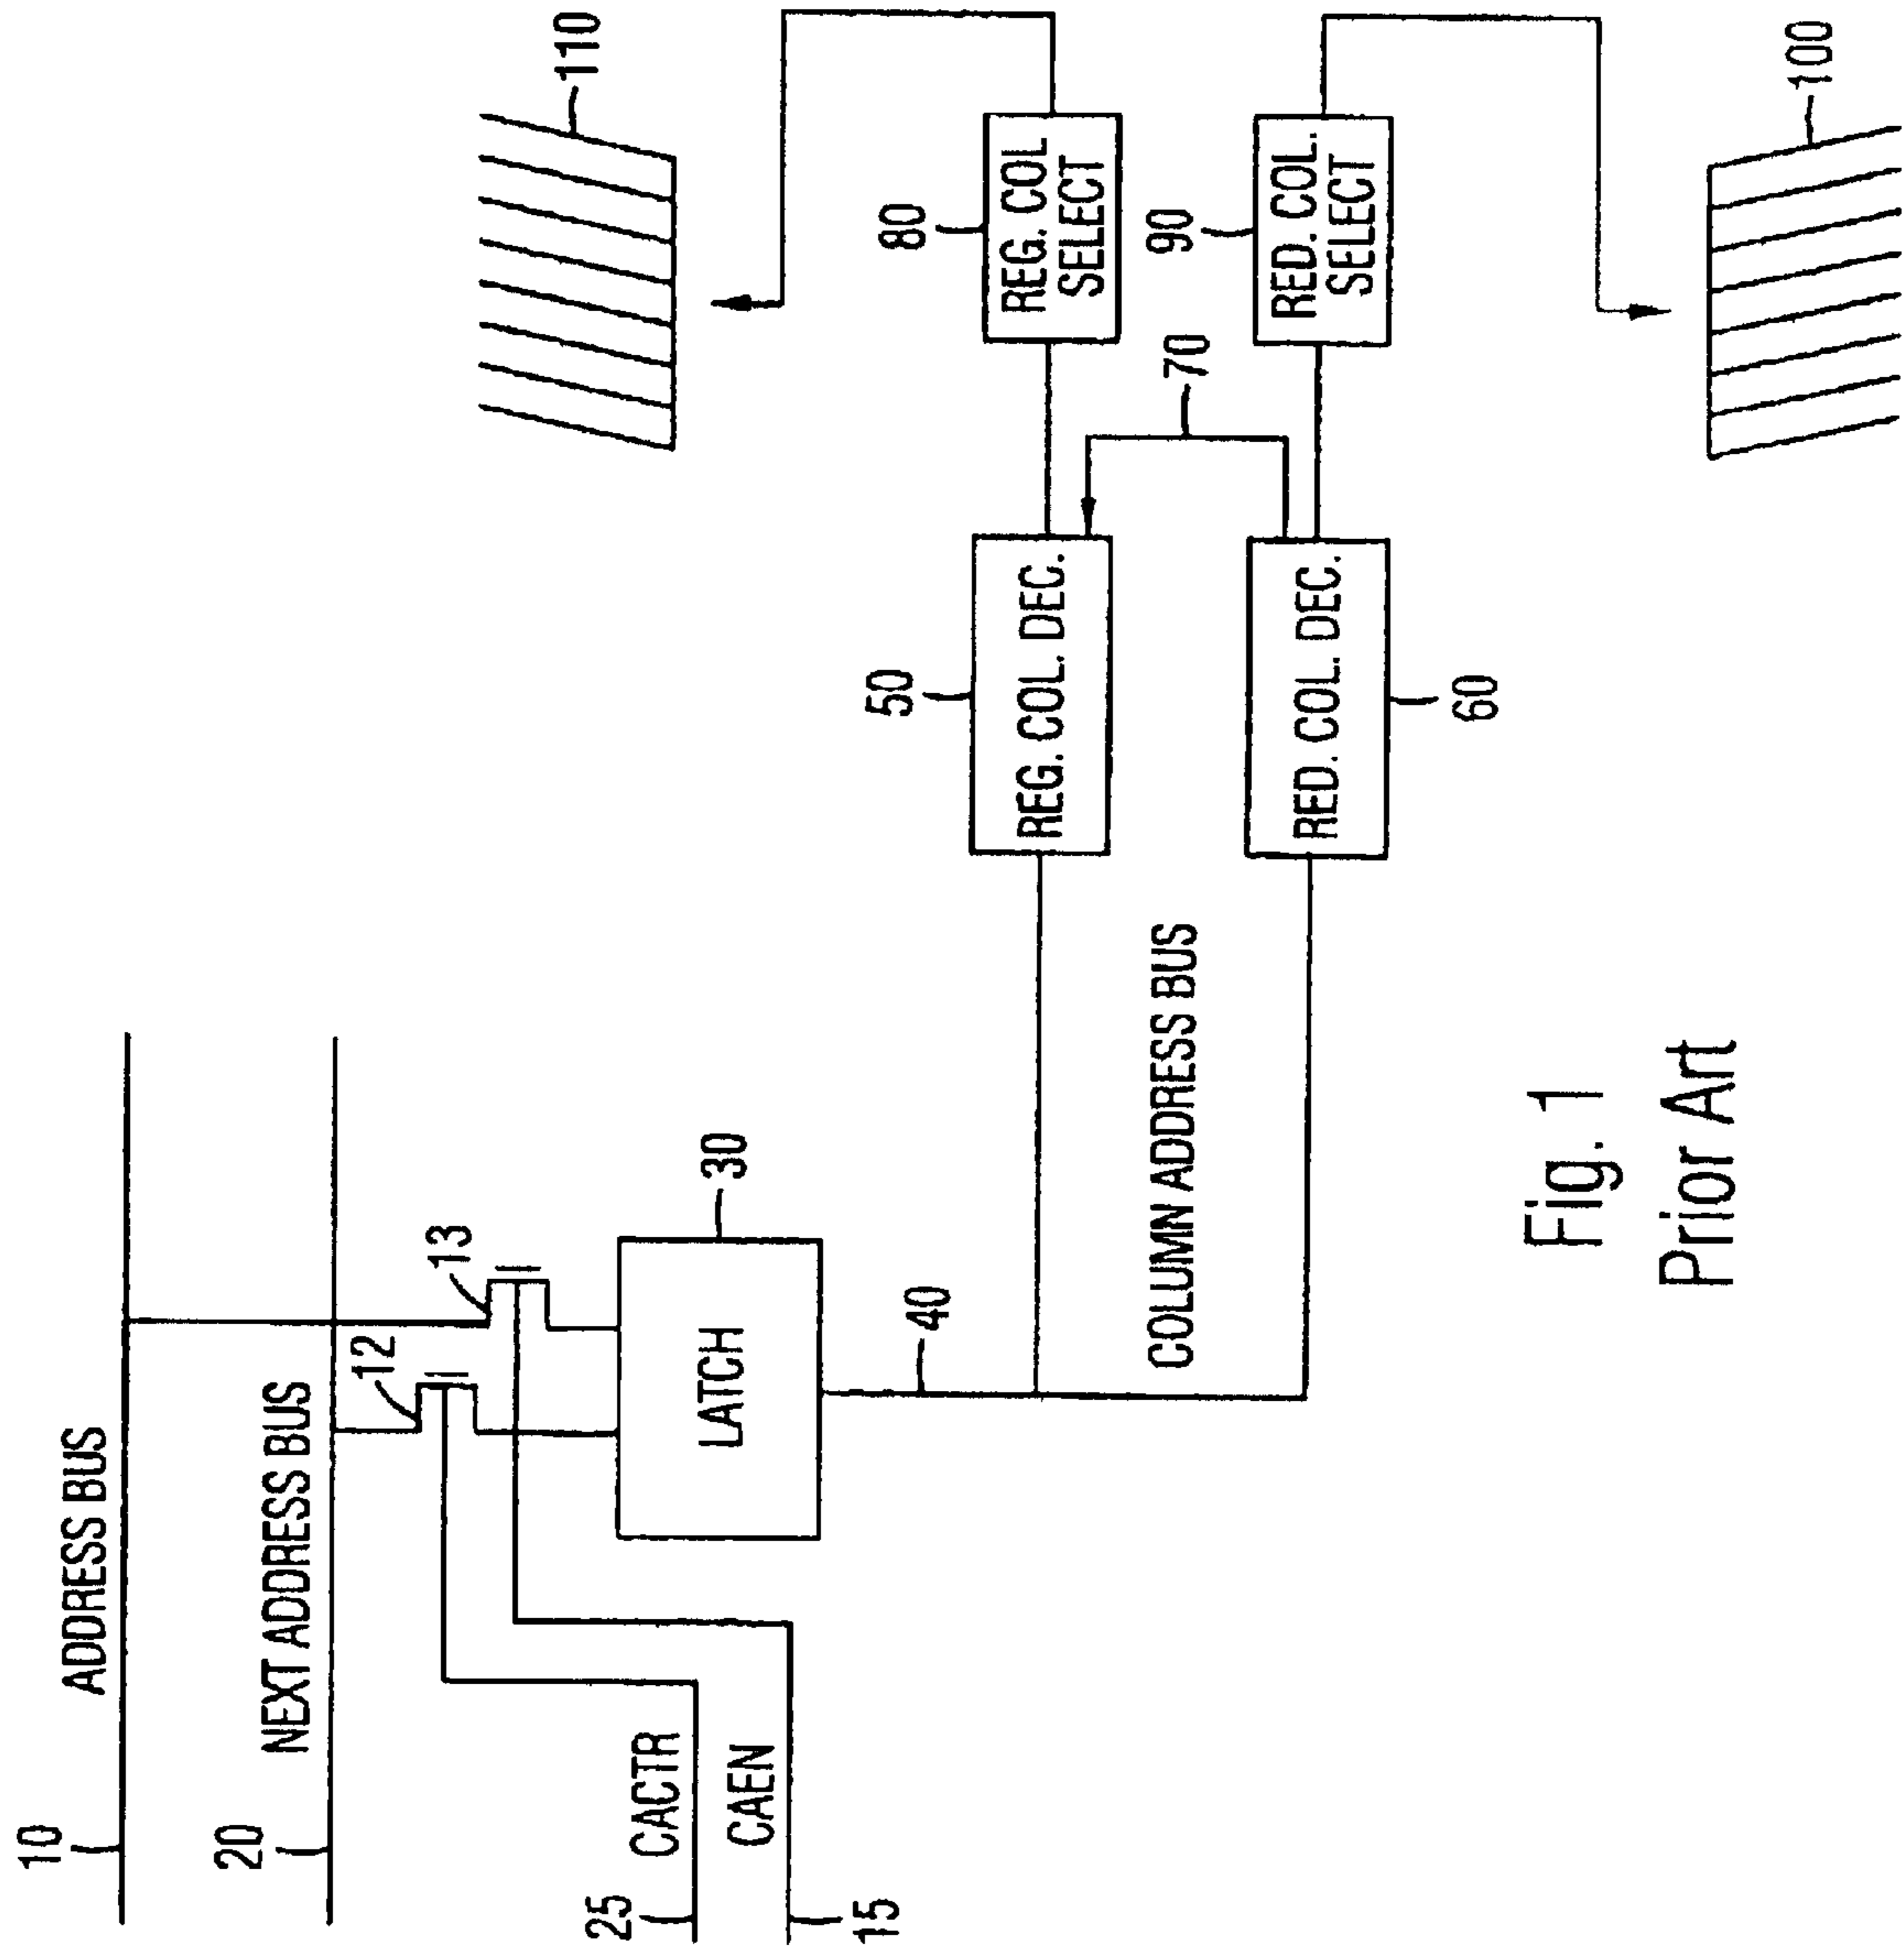 10
ADDRESS BUS
20
NEXT ADDRESS BUS
12
13
25
CACTR
CAEN
15
LATCH
30
40
COLUMN ADDRESS BUS
50
REG. COL. DEC.
RED. COL. DEC.
60
70
80
REG. COL
SELECT
90
RED. COL.
SELECT
110
100
Fig. 1
Prior Art